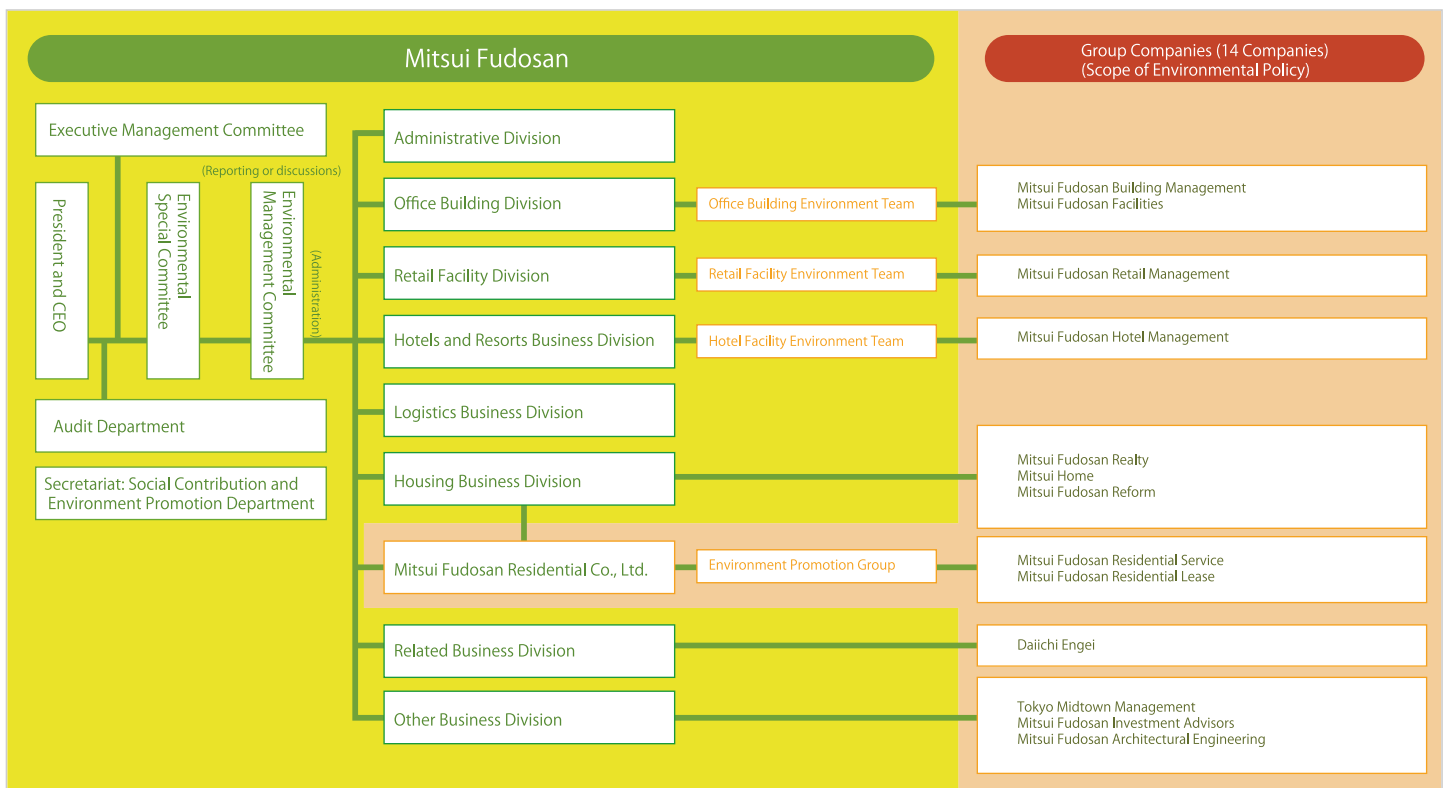 Mitsui Fudosan
Group Companies (14 Companies)
(Scope of Environmental Policy)
Executive Management Committee
(Reporting or discussions)
President and CEO
Environmental
Special Committee
Environmental
Management Committee
(Administration)
Audit Department
Secretariat: Social Contribution and
Environment Promotion Department
Administrative Division
Office Building Division
Office Building Environment Team
Mitsui Fudosan Building Management
Mitsui Fudosan Facilities
Retail Facility Division
Retail Facility Environment Team
Mitsui Fudosan Retail Management
Hotels and Resorts Business Division
Hotel Facility Environment Team
Mitsui Fudosan Hotel Management
Logistics Business Division
Housing Business Division
Mitsui Fudosan Realty
Mitsui Home
Mitsui Fudosan Reform
Mitsui Fudosan Residential Co., Ltd.
Environment Promotion Group
Mitsui Fudosan Residential Service
Mitsui Fudosan Residential Lease
Related Business Division
Daiichi Engei
Other Business Division
Tokyo Midtown Management
Mitsui Fudosan Investment Advisors
Mitsui Fudosan Architectural Engineering